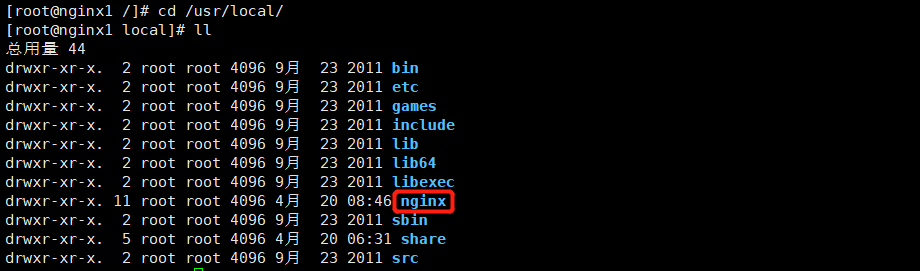 [root@nginx1 /]# cd /usr/local/
[root@nginx1 local]# ll
总用量 44
drwxr-xr-x.  2 root root 4096 9月  23 2011 bin
drwxr-xr-x.  2 root root 4096 9月  23 2011 etc
drwxr-xr-x.  2 root root 4096 9月  23 2011 games
drwxr-xr-x.  2 root root 4096 9月  23 2011 include
drwxr-xr-x.  2 root root 4096 9月  23 2011 lib
drwxr-xr-x.  2 root root 4096 9月  23 2011 lib64
drwxr-xr-x.  2 root root 4096 9月  23 2011 libexec
drwxr-xr-x. 11 root root 4096 4月  20 08:46 nginx
drwxr-xr-x.  2 root root 4096 9月  23 2011 sbin
drwxr-xr-x.  5 root root 4096 4月  20 06:31 share
drwxr-xr-x.  2 root root 4096 9月  23 2011 src